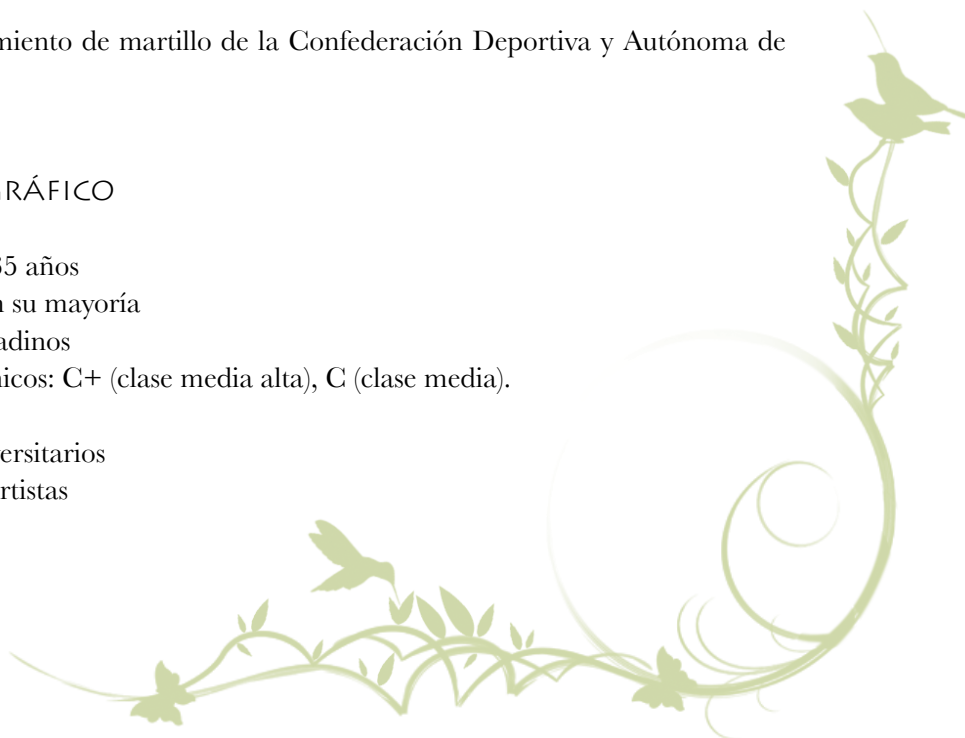 miento de martillo de la Confederación Deportiva y Autónoma de
RÁFICO
35 años
n su mayoría
adinos
nicos: C+ (clase media alta), C (clase media).
ersitarios
rtistas